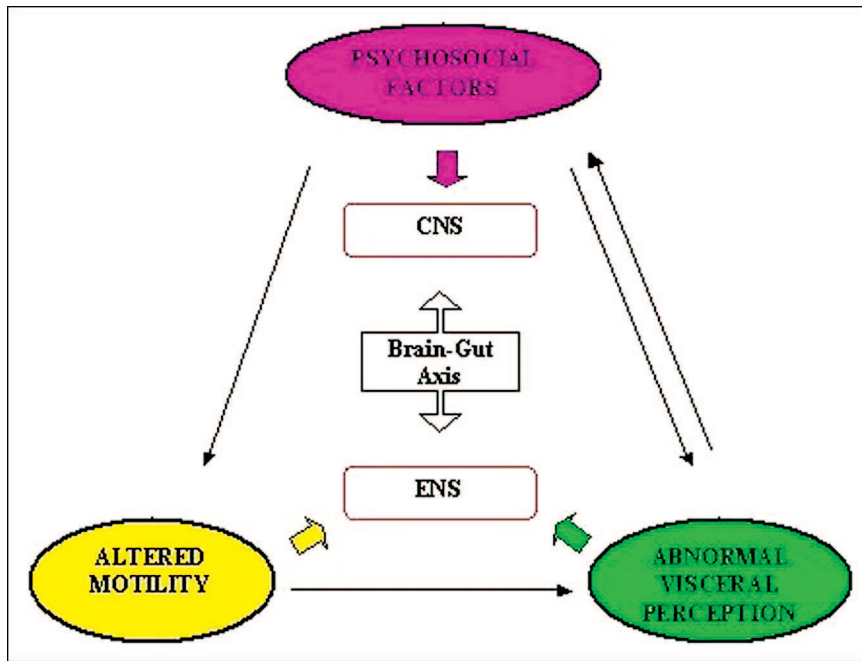 PSYCHOSOCIAL
FACTORS
CNS
Brain-Gut
Axis
ENS
ALTERED
MOTILITY
ABNORMAL
VISCERAL
PERCEPTION